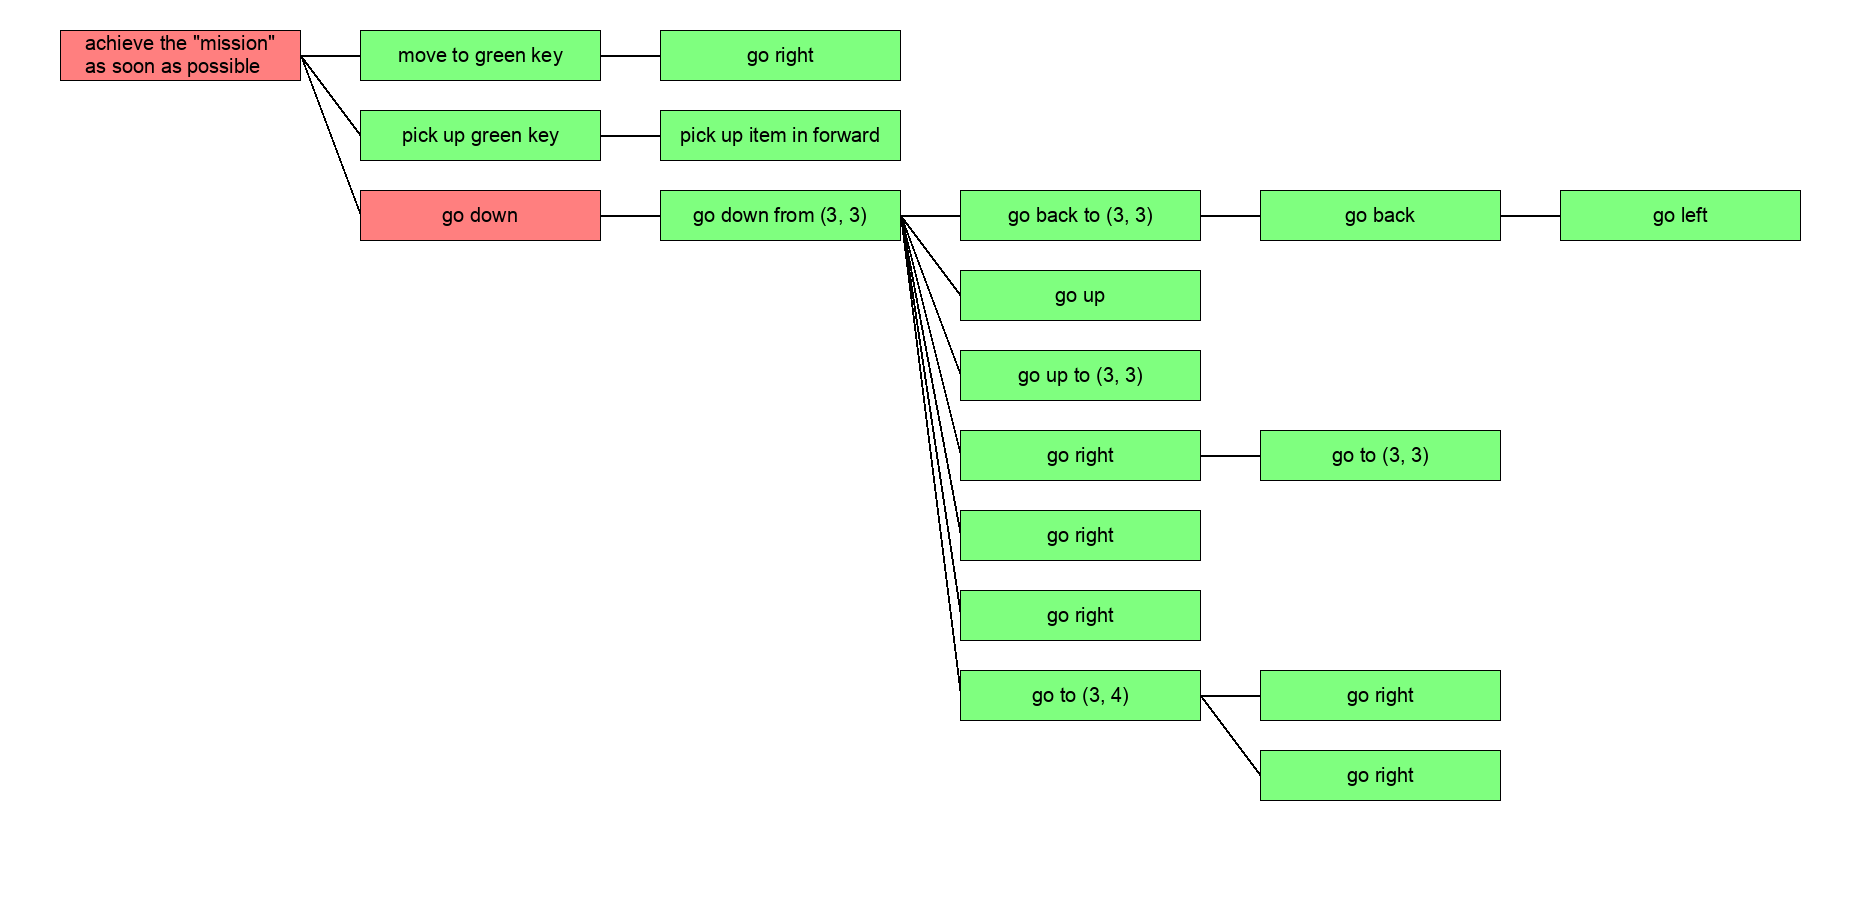 achieve the "mission"
as soon as possible
move to green key
go right
pick up green key
pick up item in forward
go down
go down from (3, 3)
go back to (3, 3)
go back
go left
go up
go up to (3, 3)
go right
go to (3, 3)
go right
go right
go to (3, 4)
go right
go right